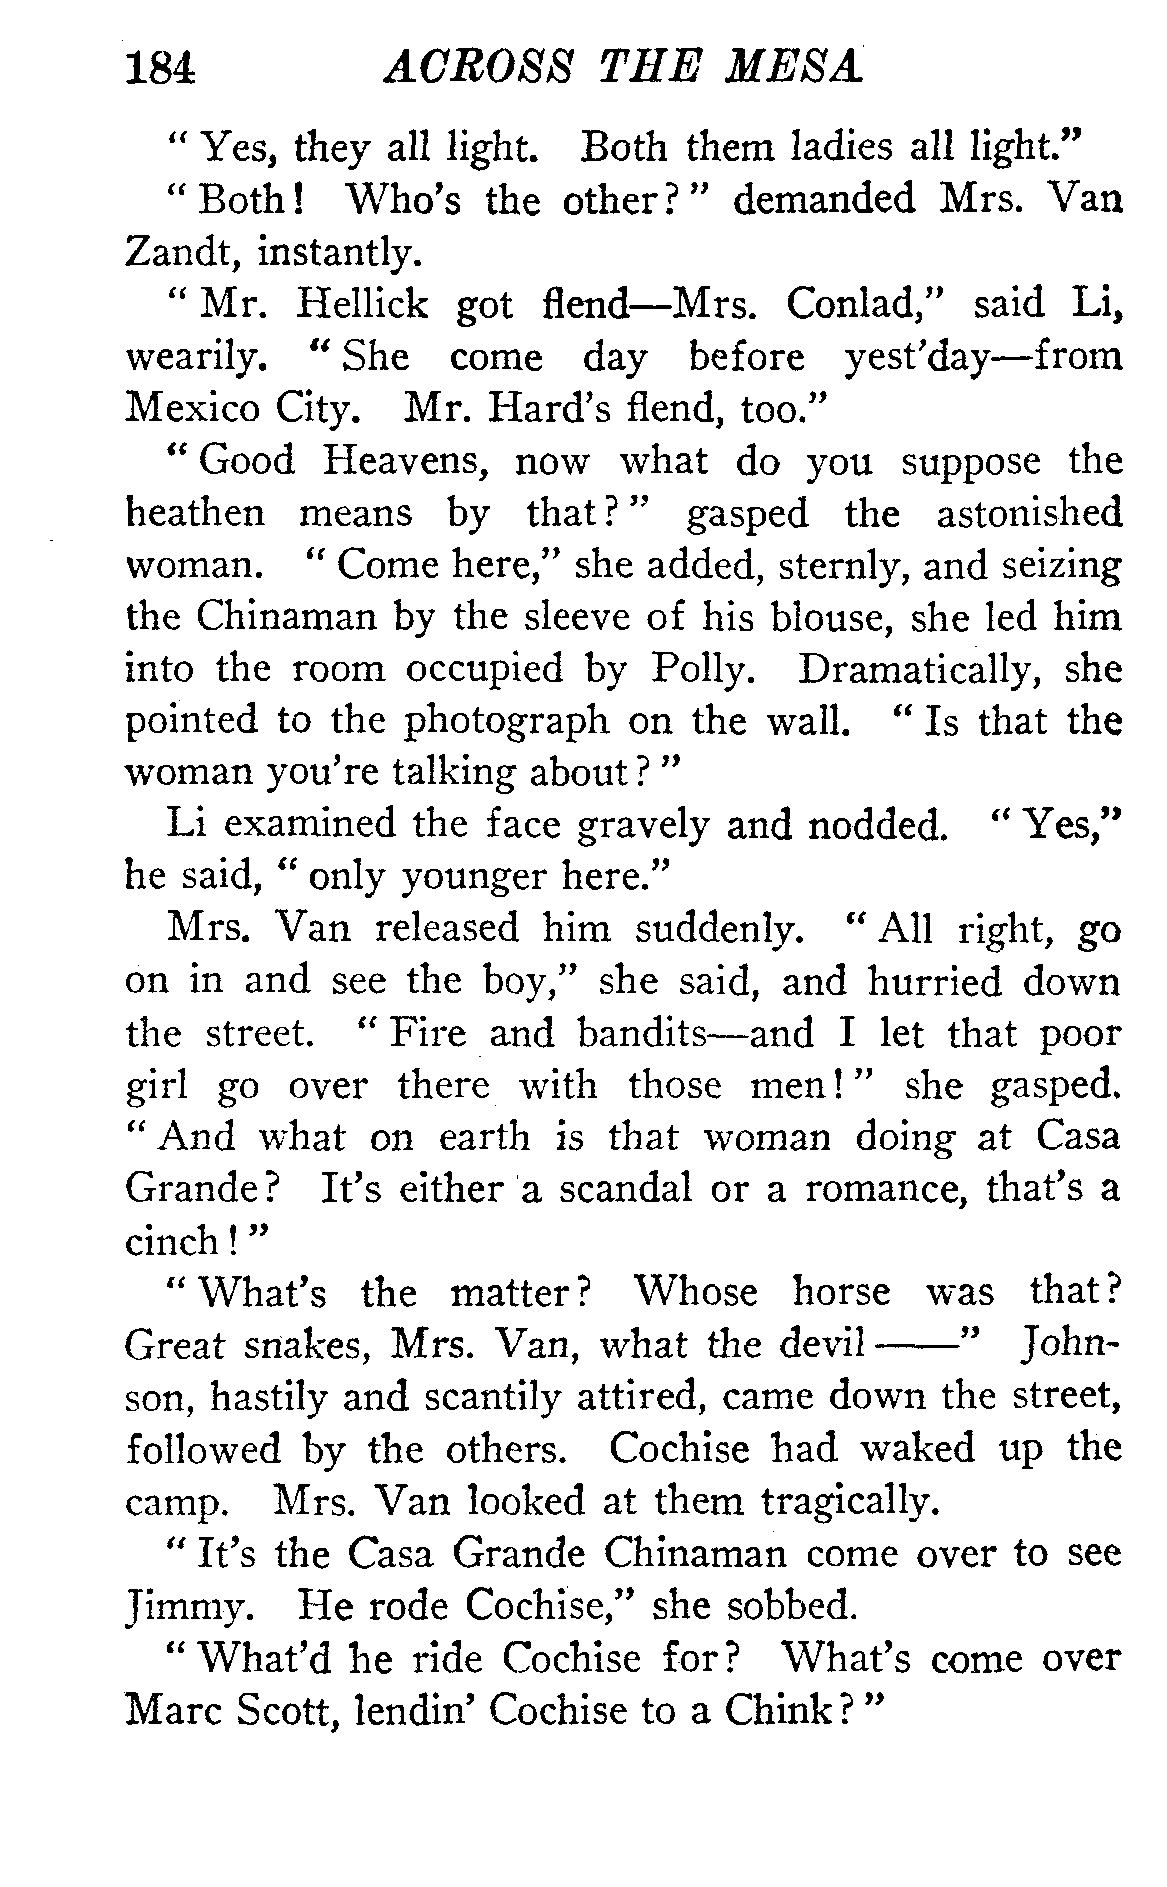 184 ACROSS THE MESA
“ Yes, they all light. Both them ladies all light.”
“ Both! Who's the other? ” demanded Mrs. Van
Zandt, instantly.
“ Mr. Hellick got flend—Mrs. Conlad,” said Li,
wearily. “ She come day before yest'day—from
Mexico City. Mr. Hard's flend, too.”
“ Good Heavens, now what do you suppose the
heathen means by that? ” gasped the astonished
woman. “ Come here,” she added, sternly, and seizing
the Chinaman by the sleeve of his blouse, she led him
into the room occupied by Polly. Dramatically, she
pointed to the photograph on the wall. “ Is that the
woman you're talking about? ”
Li examined the face gravely and nodded. “ Yes,”
he said, “ only younger here.”
Mrs. Van released him suddenly. “ All right, go
on in and see the boy,” she said, and hurried down
the street. “ Fire and bandits—and I let that poor
girl go over there with those men! ” she gasped.
“ And what on earth is that woman doing at Casa
Grande? It's either a scandal or a romance, that's a
cinch! ”
“ What's the matter? Whose horse was that?
Great snakes, Mrs. Van, what the devil ——” John-
son, hastily and scantily attired, came down the street,
followed by the others. Cochise had waked up the
camp. Mrs. Van looked at them tragically.
“ It's the Casa Grande Chinaman come over to see
Jimmy. He rode Cochise,” she sobbed.
“ What'd he ride Cochise for? What's come over
Marc Scott, lendin' Cochise to a Chink? ”